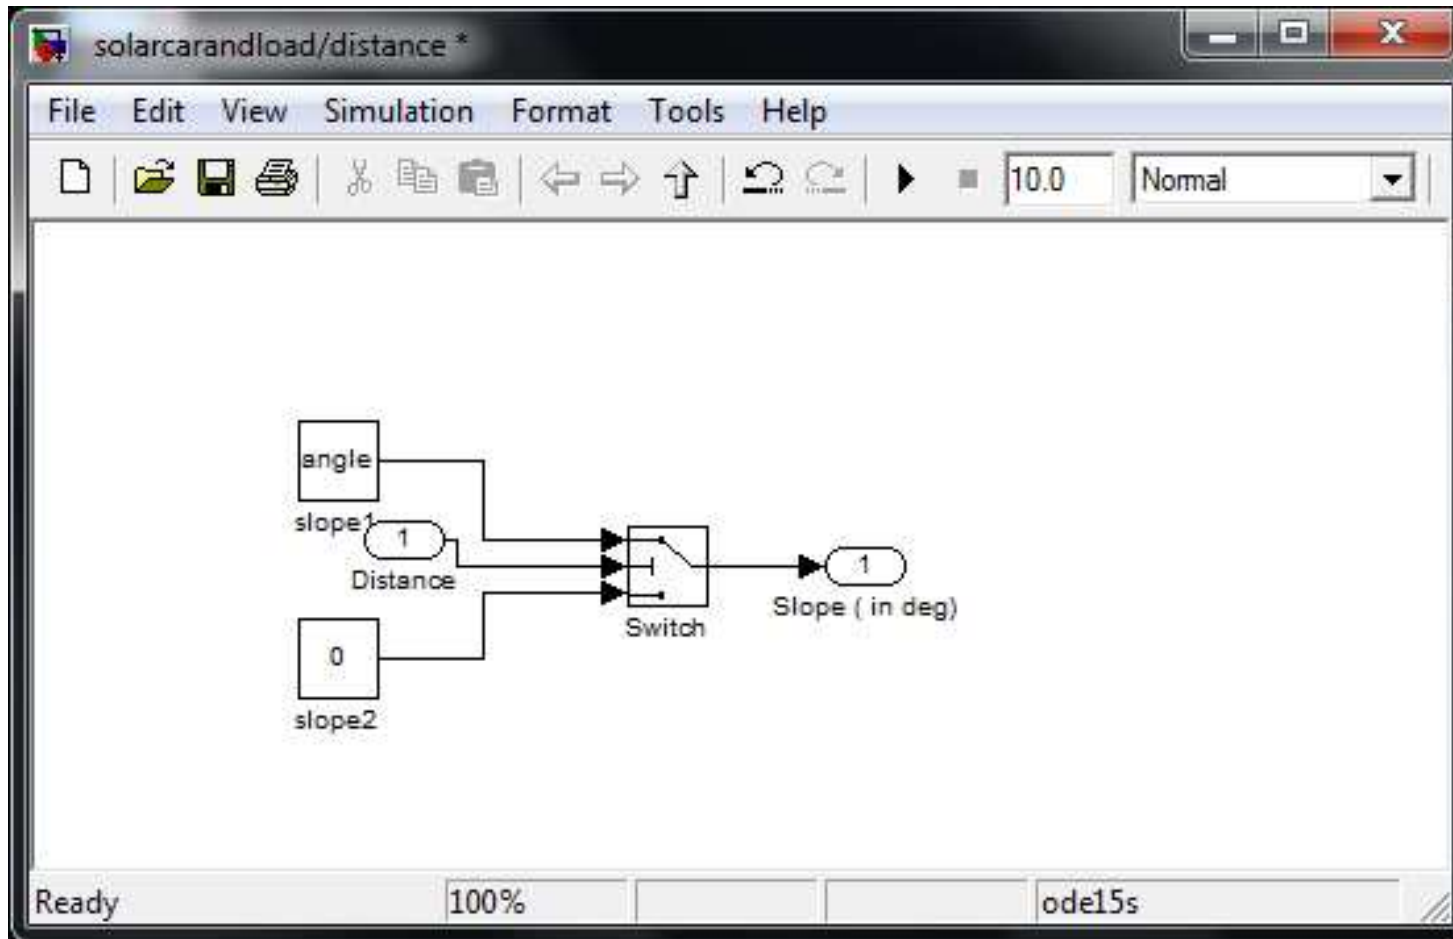 solarcarandload/distance *
File Edit View Simulation Format Tools Help
10.0 Normal
angle
slope1
1
Distance
0
slope2
Switch
1
Slope ( in deg)
Ready 100% ode15s